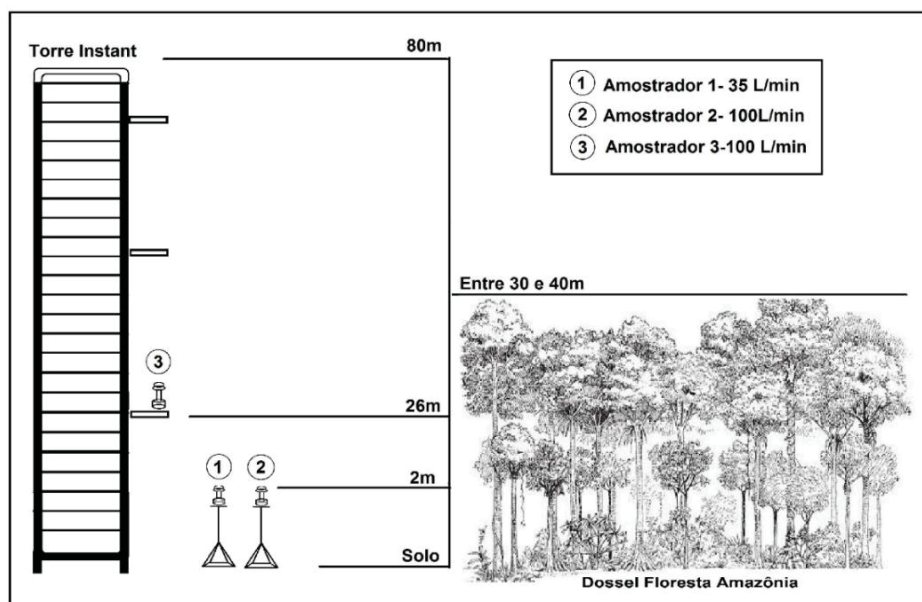 Torre Instant
80m
1 Amostrador 1- 35 L/min
2 Amostrador 2- 100L/min
3 Amostrador 3-100 L/min
Entre 30 e 40m
3
26m
1 2
2m
Solo
Dossel Floresta Amazônia